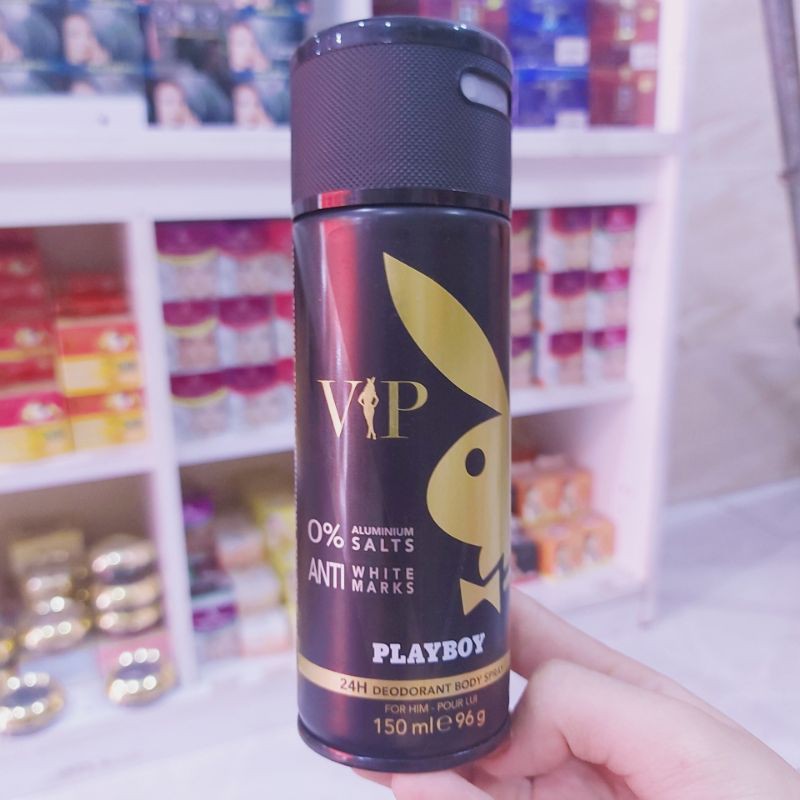 VIP
0% ALUMINIUM SALTS
ANTI WHITE MARKS
PLAYBOY
24H DEODORANT BODY SPRAY
FOR HIM - POUR LUI
150 ml e 96 g